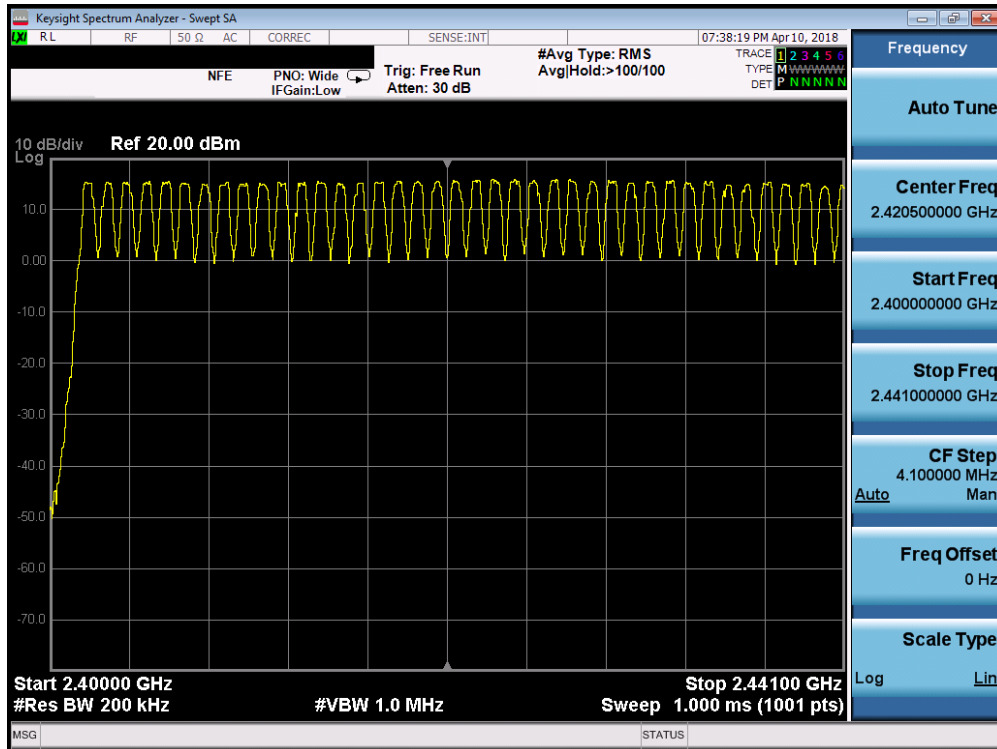 Keysight Spectrum Analyzer - Swept SA
LXI RL RF 50 Ω AC CORREC SENSE:INT 07:38:19 PM Apr 10, 2018
NFE PNO: Wide Trig: Free Run #Avg Type: RMS TRACE 1 2 3 4 5 6
IFGain:Low Atten: 30 dB Avg|Hold:>100/100 TYPE M WWWWW
DET P N N N N N
10 dB/div Ref 20.00 dBm
Log
10.0
0.00
-10.0
-20.0
-30.0
-40.0
-50.0
-60.0
-70.0
Start 2.40000 GHz Stop 2.44100 GHz
#Res BW 200 kHz #VBW 1.0 MHz Sweep 1.000 ms (1001 pts)
MSG STATUS
Frequency
Auto Tune
Center Freq
2.420500000 GHz
Start Freq
2.400000000 GHz
Stop Freq
2.441000000 GHz
CF Step
4.100000 MHz
Auto Man
Freq Offset
0 Hz
Scale Type
Log Lin